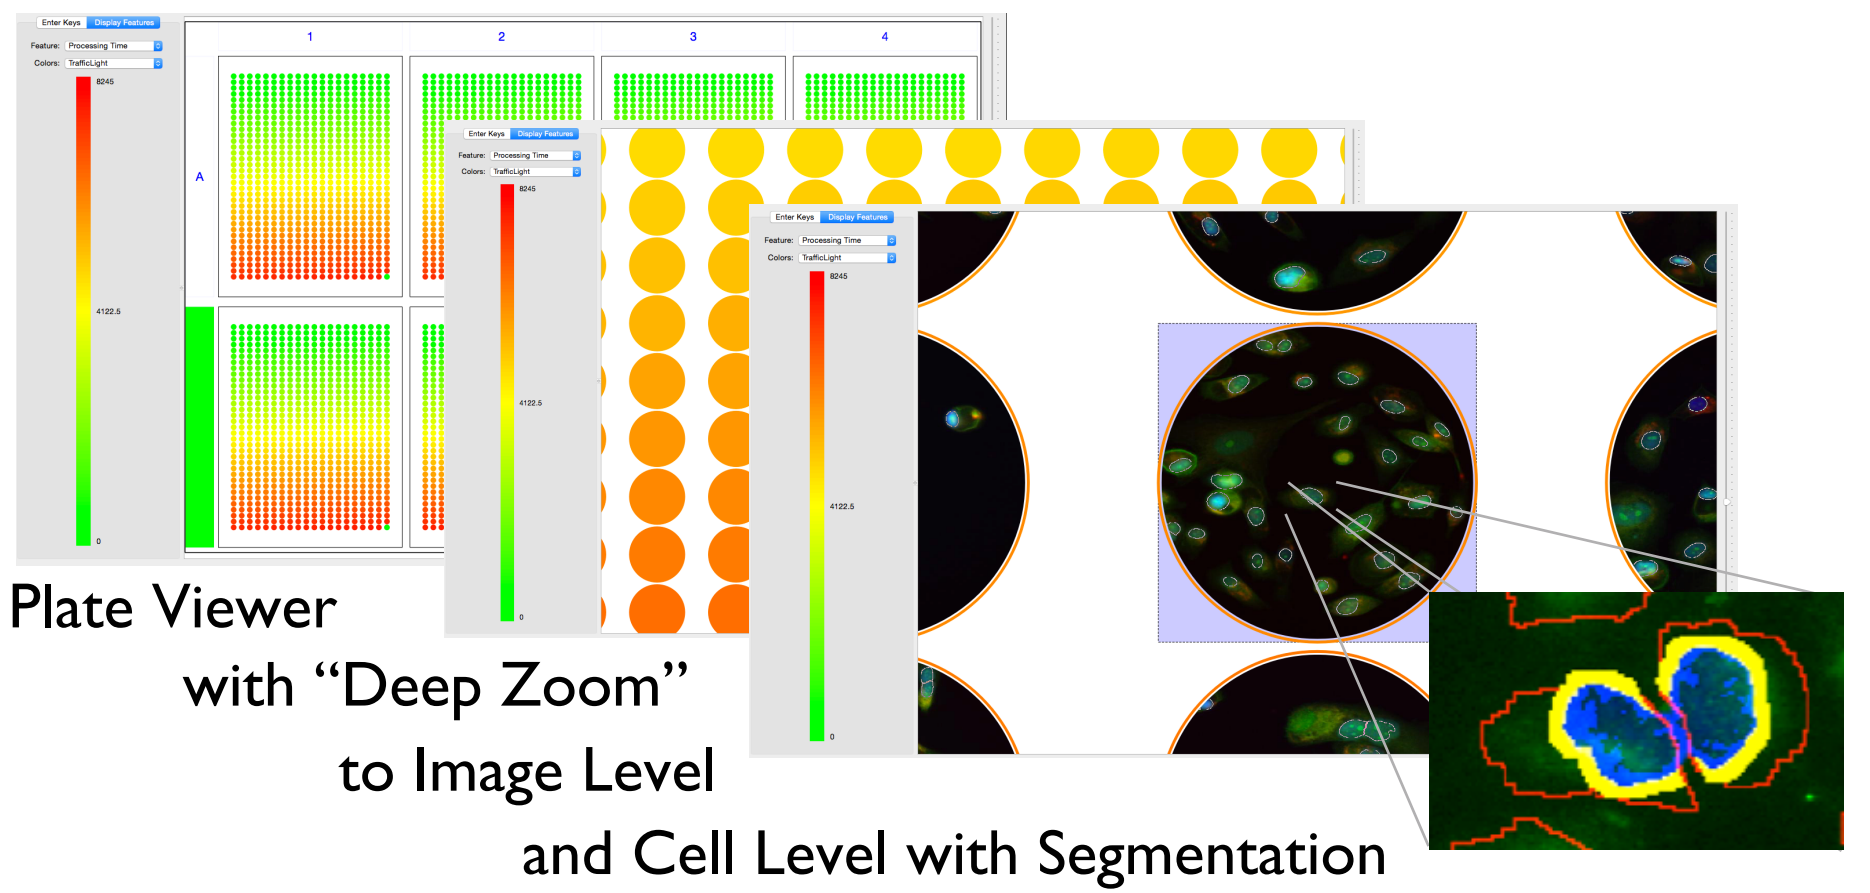 Enter Keys Display Features
Feature: Processing Time
Colors: TrafficLight
8245
4122.5
0
1 2 3 4
A
Enter Keys Display Features
Feature: Processing Time
Colors: TrafficLight
8245
4122.5
0
Enter Keys Display Features
Feature: Processing Time
Colors: TrafficLight
8245
4122.5
0
Plate Viewer
with “Deep Zoom”
to Image Level
and Cell Level with Segmentation